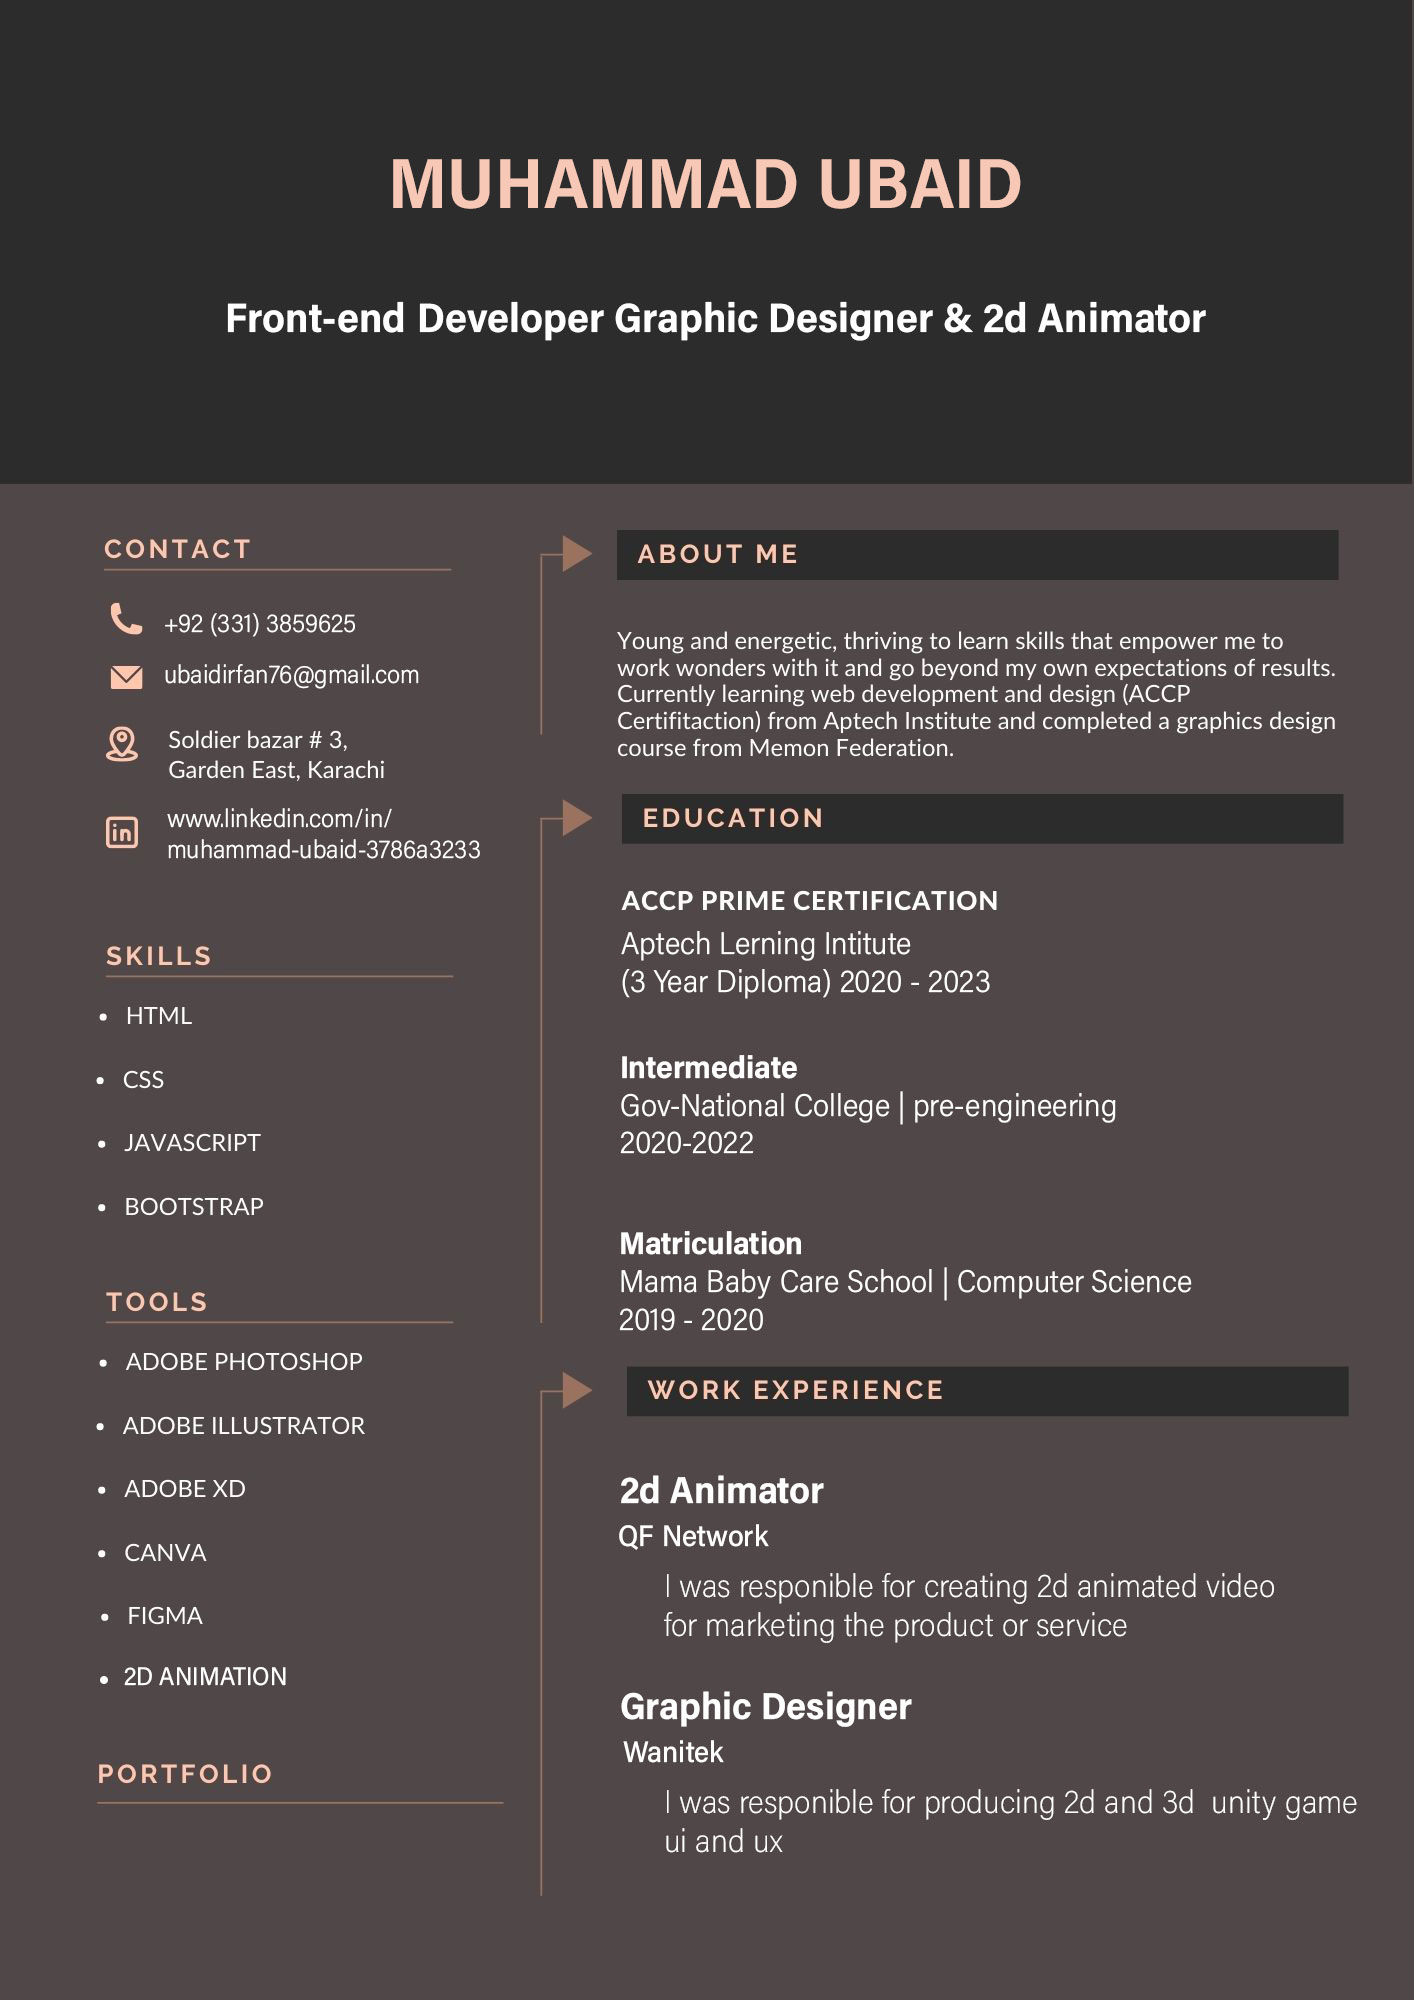 MUHAMMAD UBAID
Front-end Developer Graphic Designer & 2d Animator
CONTACT
+92 (331) 3859625
ubaidirfan76@gmail.com
Soldier bazar # 3,
Garden East, Karachi
www.linkedin.com/in/
muhammad-ubaid-3786a3233
SKILLS
• HTML
• CSS
• JAVASCRIPT
• BOOTSTRAP
TOOLS
• ADOBE PHOTOSHOP
• ADOBE ILLUSTRATOR
• ADOBE XD
• CANVA
• FIGMA
• 2D ANIMATION
PORTFOLIO
ABOUT ME
Young and energetic, thriving to learn skills that empower me to
work wonders with it and go beyond my own expectations of results.
Currently learning web development and design (ACCP
Certifitaction) from Aptech Institute and completed a graphics design
course from Memon Federation.
EDUCATION
ACCP PRIME CERTIFICATION
Aptech Lerning Intitute
(3 Year Diploma) 2020 - 2023
Intermediate
Gov-National College | pre-engineering
2020-2022
Matriculation
Mama Baby Care School | Computer Science
2019 - 2020
WORK EXPERIENCE
2d Animator
QF Network
I was responible for creating 2d animated video
for marketing the product or service
Graphic Designer
Wanitek
I was responible for producing 2d and 3d  unity game
ui and ux